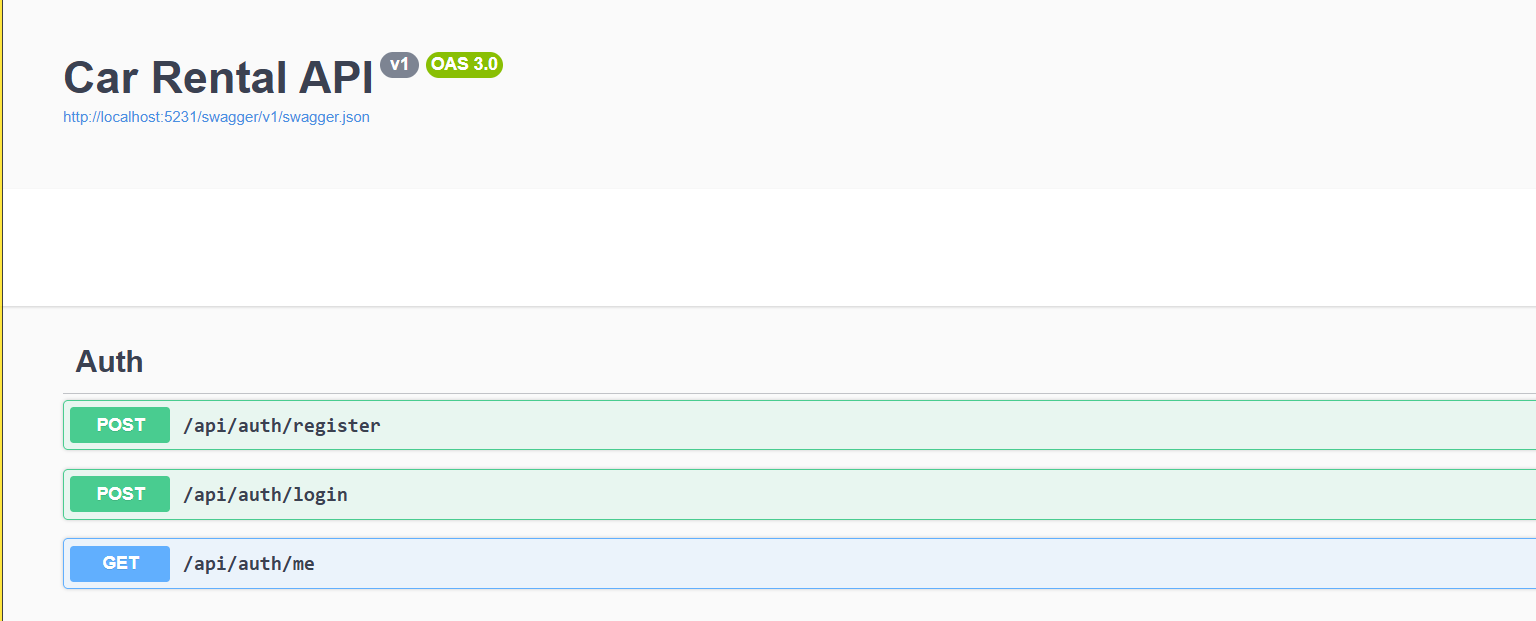 Car Rental API v1 OAS 3.0
http://localhost:5231/swagger/v1/swagger.json
Auth
POST /api/auth/register
POST /api/auth/login
GET /api/auth/me